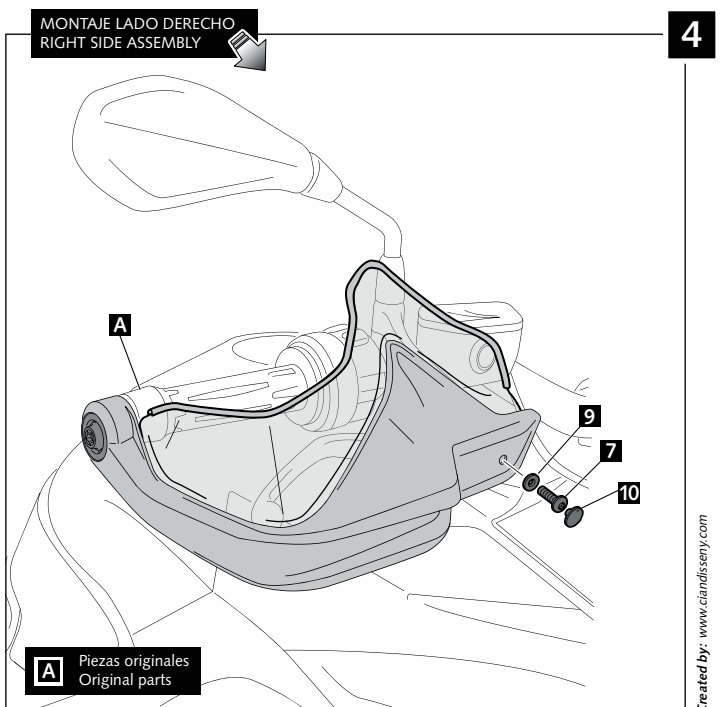 MONTAJE LADO DERECHO
RIGHT SIDE ASSEMBLY
4
A
9
7
10
A
Piezas originales
Original parts
Created by: www.ciandisseny.com